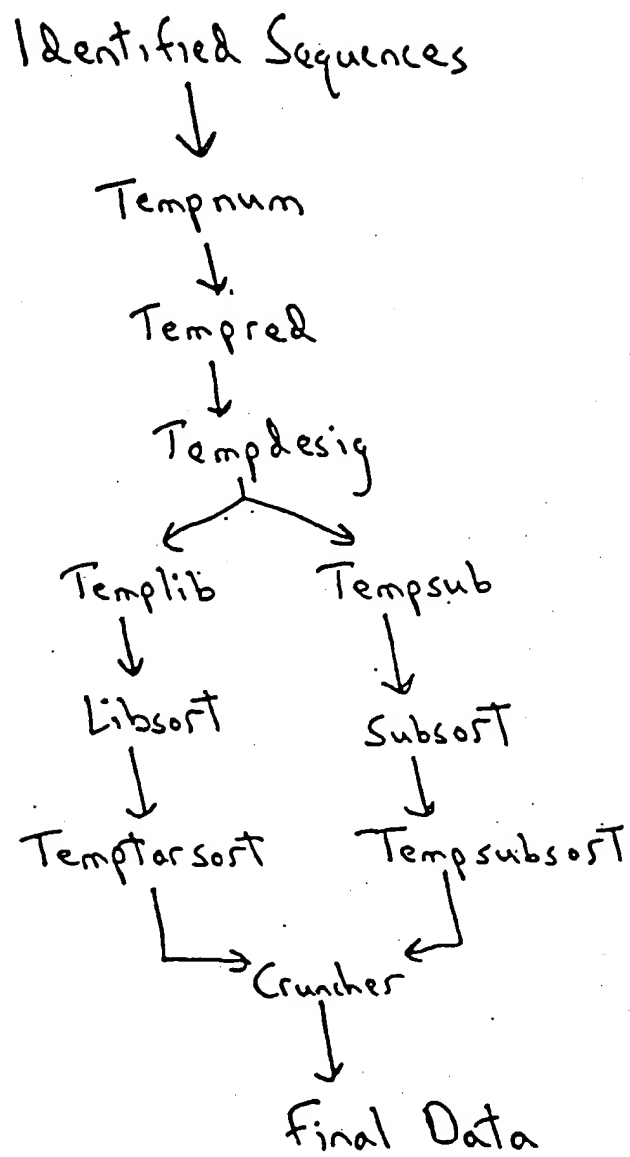 Identified Sequences
Tempnum
Tempred
Tempdesig
Templib Tempsub
Libsort Subsort
Temptarsort Tempsubsort
Cruncher
Final Data